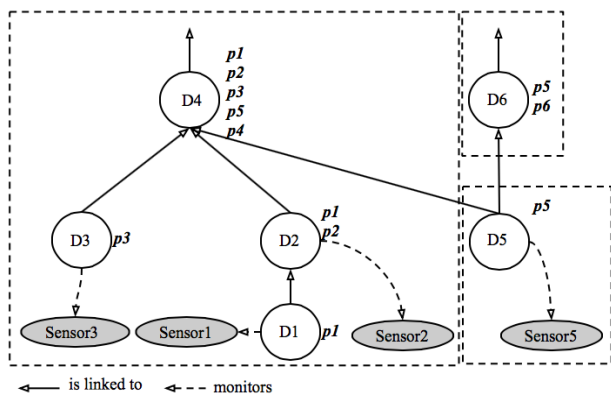 p1
p2
p3
p5
p4
D4
D6
p5
p6
D3
p3
D2
p1
p2
D5
p5
Sensor3
Sensor1
D1
p1
Sensor2
Sensor5
is linked to
monitors